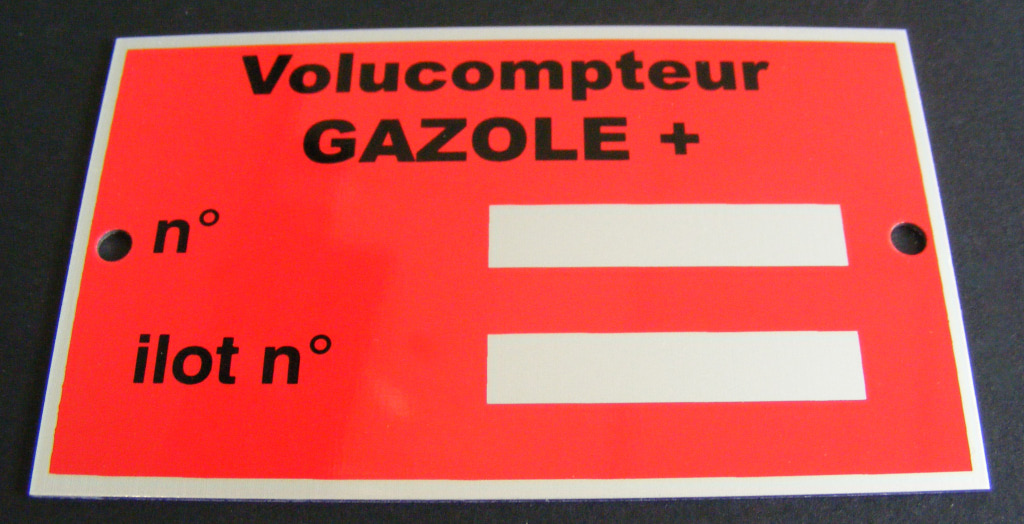 Volucompteur
GAZOLE +
n°
ilot n°